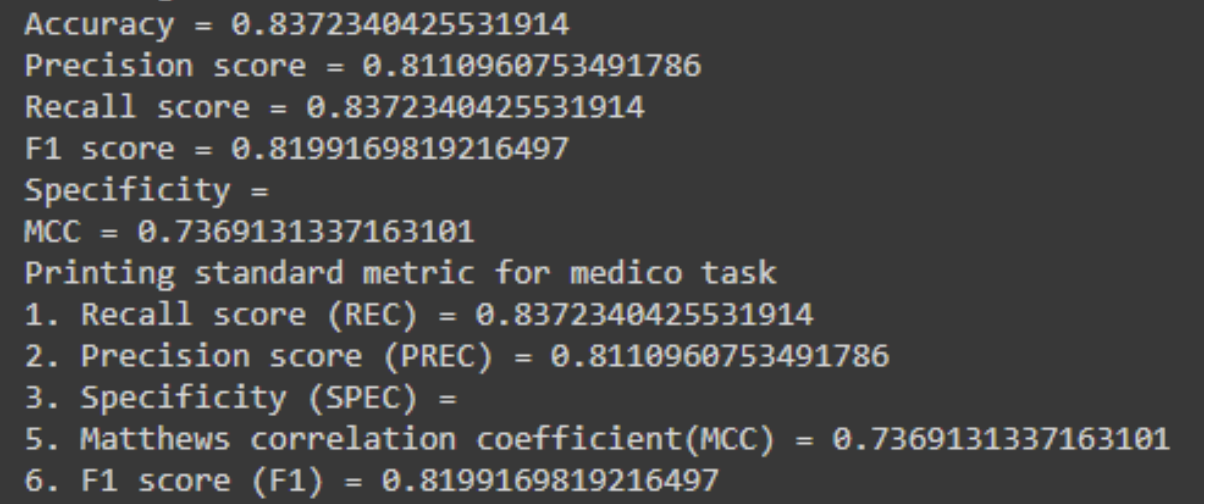 Accuracy = 0.8372340425531914
Precision score = 0.8110960753491786
Recall score = 0.8372340425531914
F1 score = 0.8199169819216497
Specificity =
MCC = 0.7369131337163101
Printing standard metric for medico task
1. Recall score (REC) = 0.8372340425531914
2. Precision score (PREC) = 0.8110960753491786
3. Specificity (SPEC) =
5. Matthews correlation coefficient(MCC) = 0.7369131337163101
6. F1 score (F1) = 0.8199169819216497